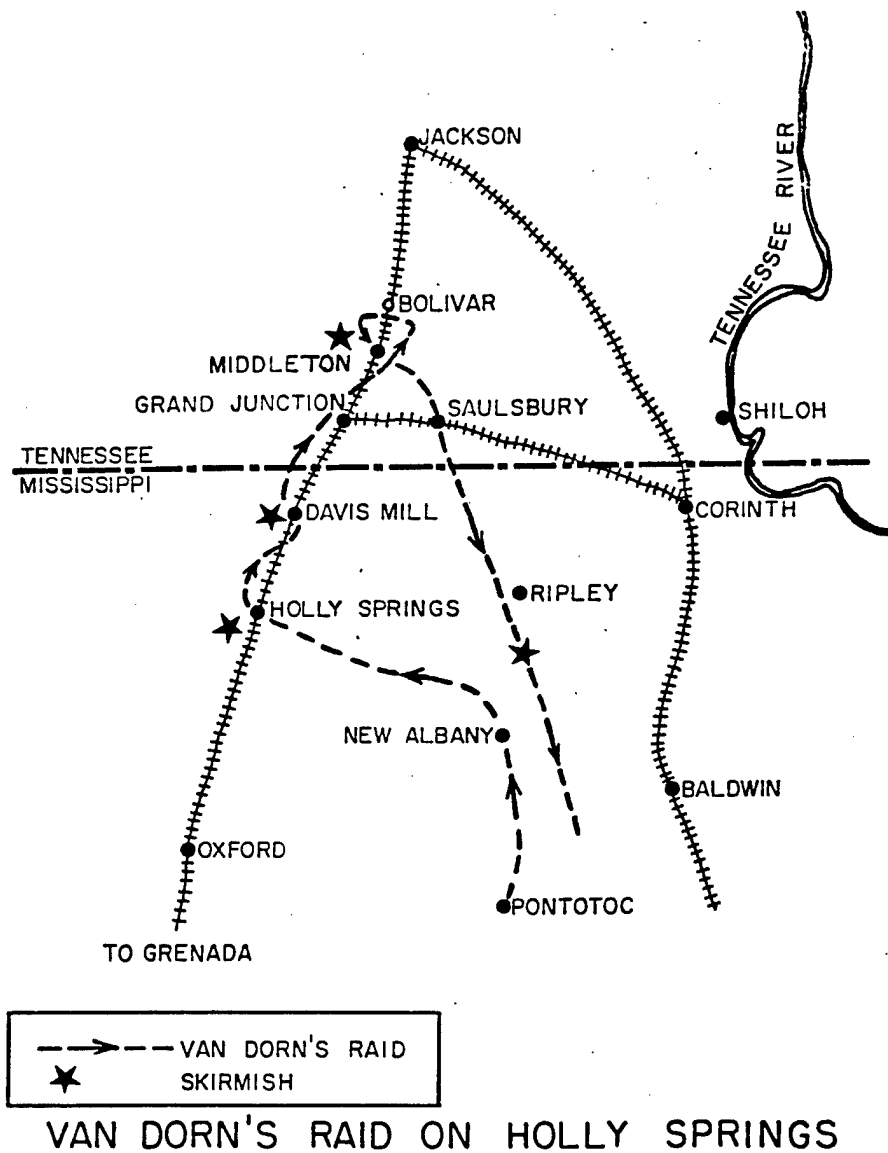 JACKSON
TENNESSEE RIVER
BOLIVAR
MIDDLETON
GRAND JUNCTION
SAULSBURY
SHILOH
TENNESSEE
MISSISSIPPI
DAVIS MILL
CORINTH
RIPLEY
HOLLY SPRINGS
NEW ALBANY
BALDWIN
OXFORD
PONTOTOC
TO GRENADA
VAN DORN'S RAID
SKIRMISH
VAN DORN'S RAID ON HOLLY SPRINGS